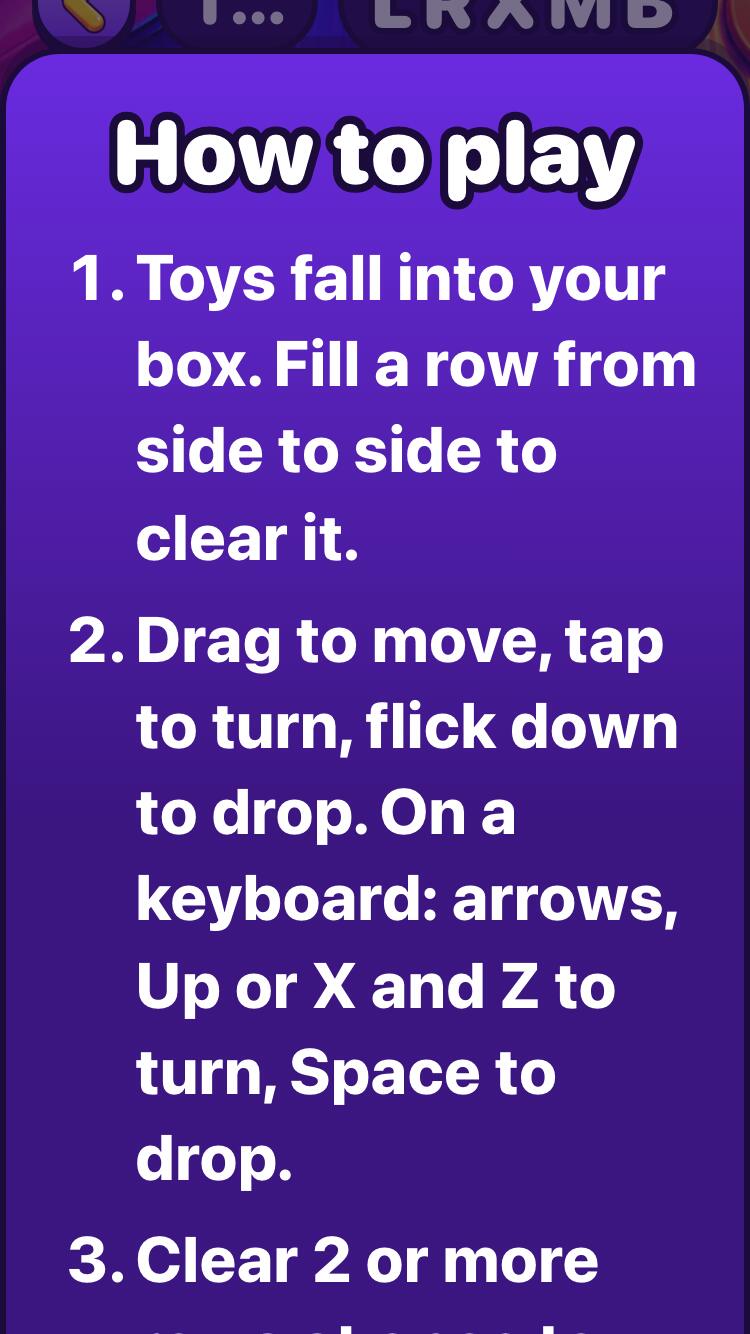 How to play
1. Toys fall into your
box. Fill a row from
side to side to
clear it.
2. Drag to move, tap
to turn, flick down
to drop. On a
keyboard: arrows,
Up or X and Z to
turn, Space to
drop.
3. Clear 2 or more